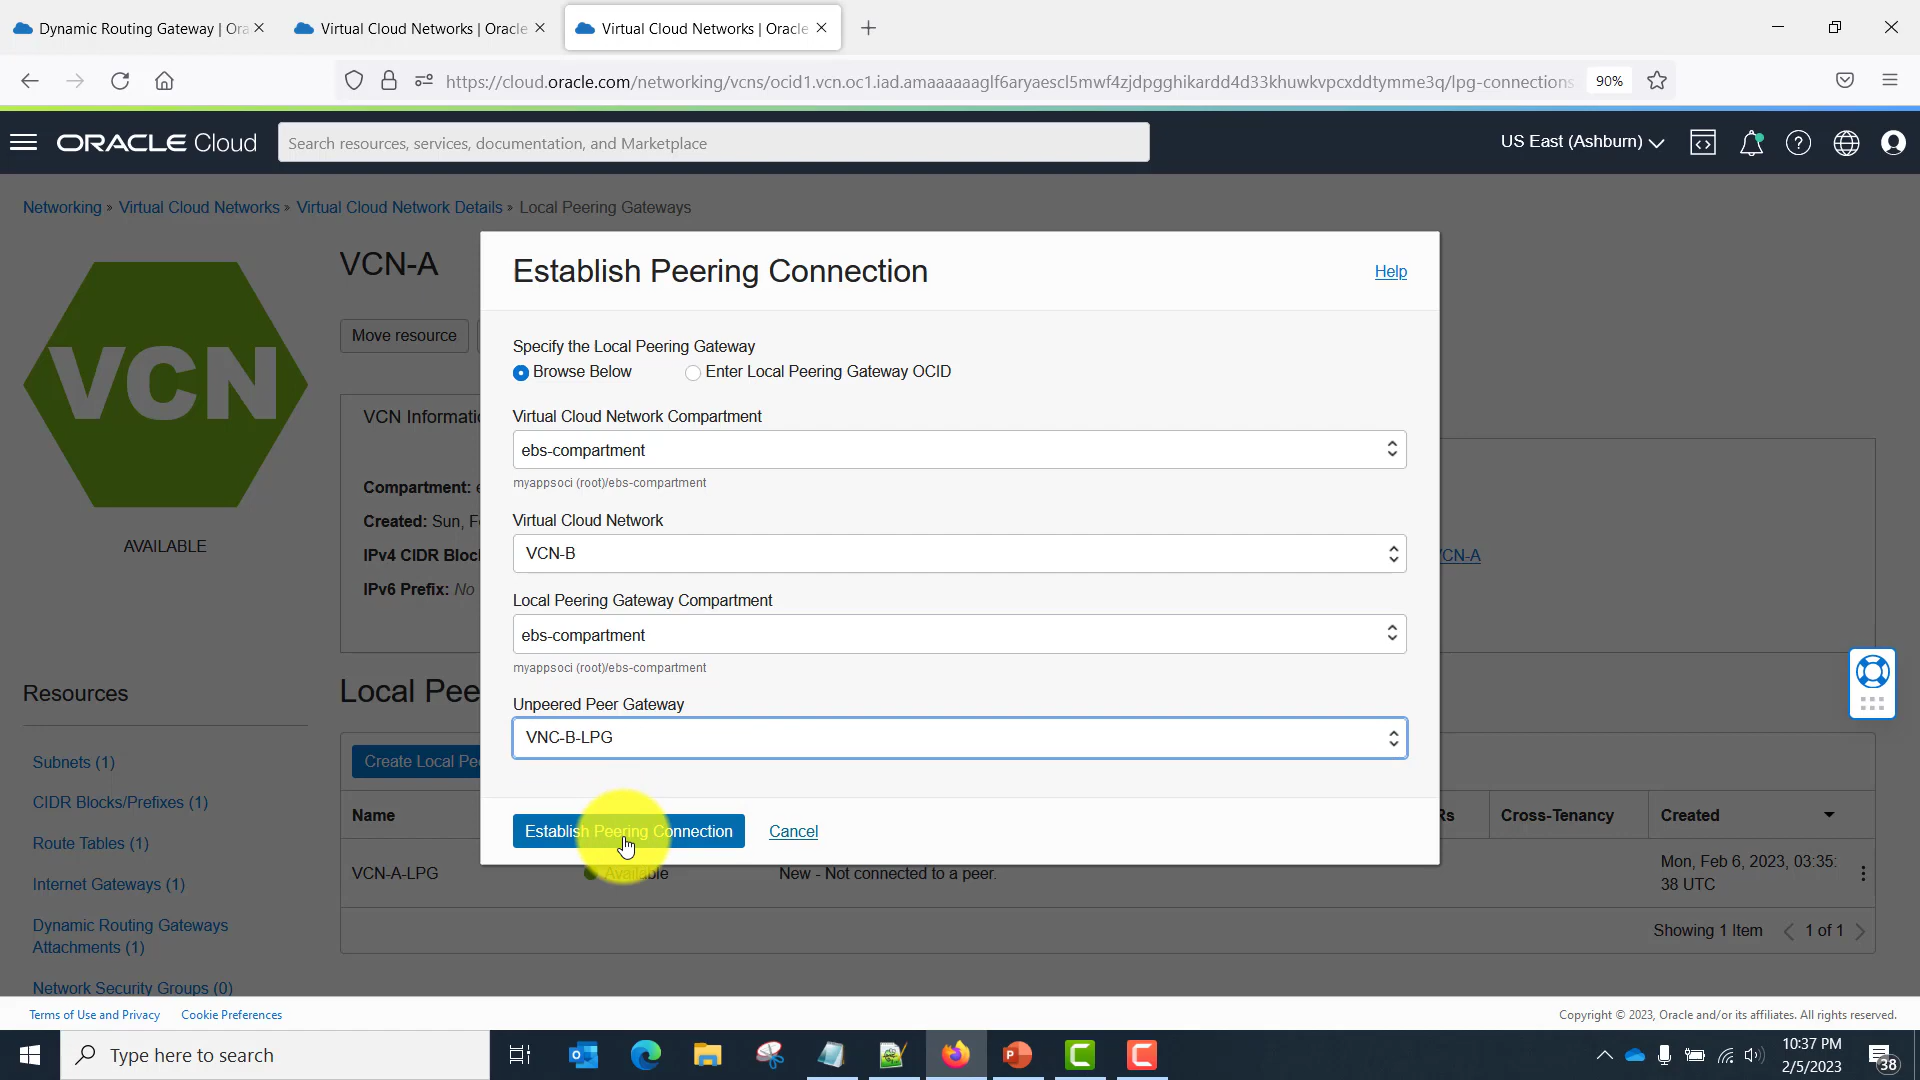 Dynamic Routing Gateway | Ora
Virtual Cloud Networks | Oracle
Virtual Cloud Networks | Oracle
https://cloud.oracle.com/networking/vcns/ocid1.vcn.oc1.iad.amaaaaaaglf6aryaescl5mwf4zjdpgghikardd4d33khuwkvpcxddtymme3q/lpg-connections
90%
ORACLE Cloud
Search resources, services, documentation, and Marketplace
US East (Ashburn)
Networking » Virtual Cloud Networks » Virtual Cloud Network Details » Local Peering Gateways
VCN
AVAILABLE
VCN-A
Move resource
VCN Informati
Compartment:
Created: Sun, F
IPv4 CIDR Bloc
IPv6 Prefix: No
VCN-A
Establish Peering Connection
Help
Specify the Local Peering Gateway
Browse Below
Enter Local Peering Gateway OCID
Virtual Cloud Network Compartment
ebs-compartment
myappsoci (root)/ebs-compartment
Virtual Cloud Network
VCN-B
Local Peering Gateway Compartment
ebs-compartment
myappsoci (root)/ebs-compartment
Unpeered Peer Gateway
VNC-B-LPG
Establish Peering Connection
Cancel
Resources
Subnets (1)
CIDR Blocks/Prefixes (1)
Route Tables (1)
Internet Gateways (1)
Dynamic Routing Gateways
Attachments (1)
Network Security Groups (0)
Local Pee
Create Local Pee
Name
Rs
Cross-Tenancy
Created
VCN-A-LPG
Available
New - Not connected to a peer.
Mon, Feb 6, 2023, 03:35:
38 UTC
Showing 1 Item
1 of 1
Terms of Use and Privacy
Cookie Preferences
Copyright © 2023, Oracle and/or its affiliates. All rights reserved.
Type here to search
10:37 PM
2/5/2023
38